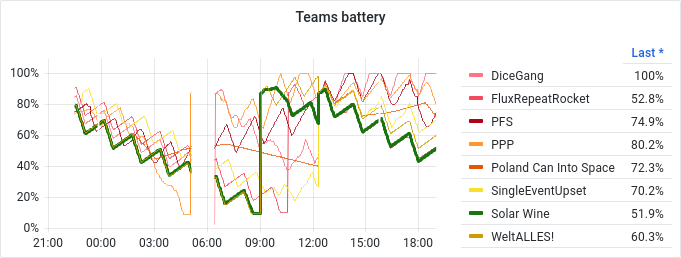 Teams battery
Last *
100%
80%
60%
40%
20%
0%
21:00 00:00 03:00 06:00 09:00 12:00 15:00 18:00
DiceGang 100%
FluxRepeatRocket 52.8%
PFS 74.9%
PPP 80.2%
Poland Can Into Space 72.3%
SingleEventUpset 70.2%
Solar Wine 51.9%
WeltALLES! 60.3%